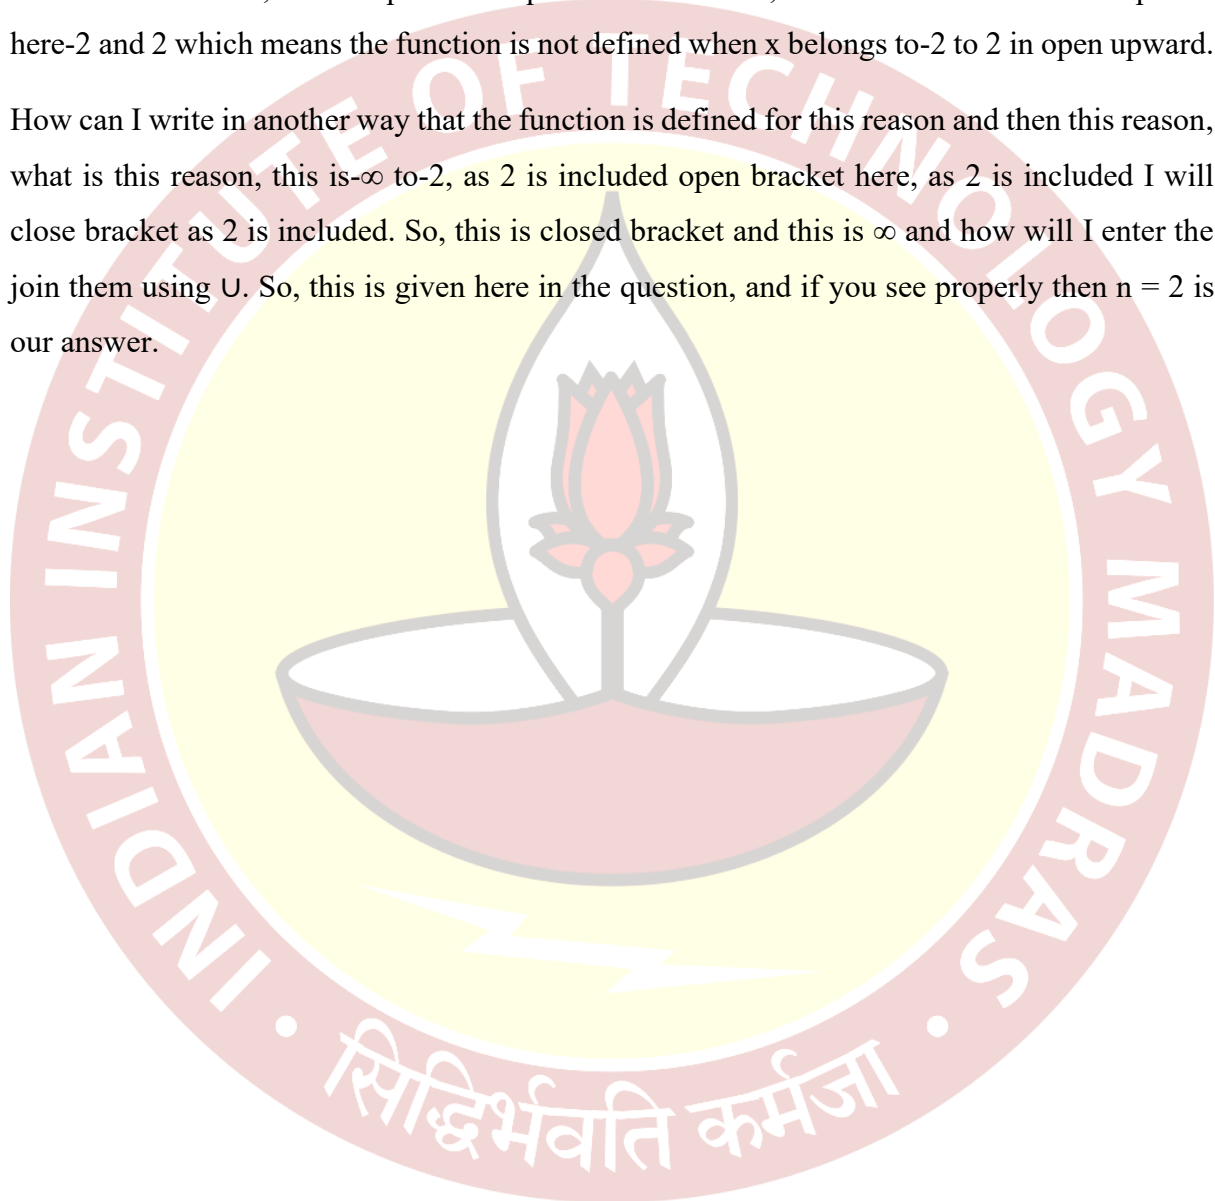 here-2 and 2 which means the function is not defined when x belongs to-2 to 2 in open upward.
How can I write in another way that the function is defined for this reason and then this reason,
what is this reason, this is-∞ to-2, as 2 is included open bracket here, as 2 is included I will
close bracket as 2 is included. So, this is closed bracket and this is ∞ and how will I enter the
join them using ∪. So, this is given here in the question, and if you see properly then n = 2 is
our answer.
INDIAN INSTITUTE OF TECHNOLOGY MADRAS
सिद्धिर्भवति कर्मजा